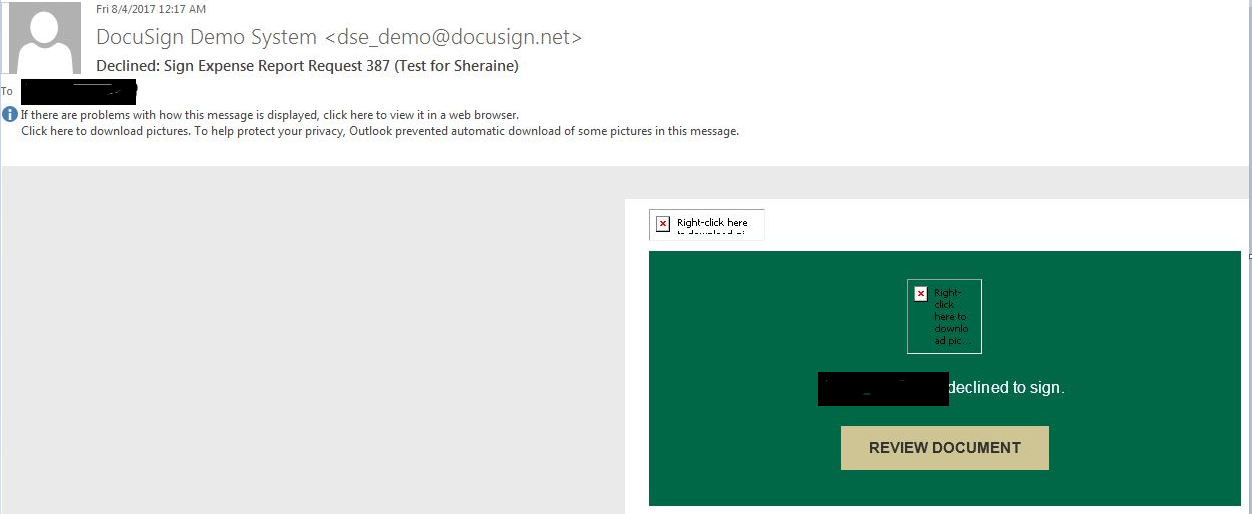 Fri 8/4/2017 12:17 AM
DocuSign Demo System <dse_demo@docusign.net>
Declined: Sign Expense Report Request 387 (Test for Sheraine)
To
If there are problems with how this message is displayed, click here to view it in a web browser.
Click here to download pictures. To help protect your privacy, Outlook prevented automatic download of some pictures in this message.
Right-click here
to download pi...
Right-
click
here to
downlo
ad pic...
declined to sign.
REVIEW DOCUMENT